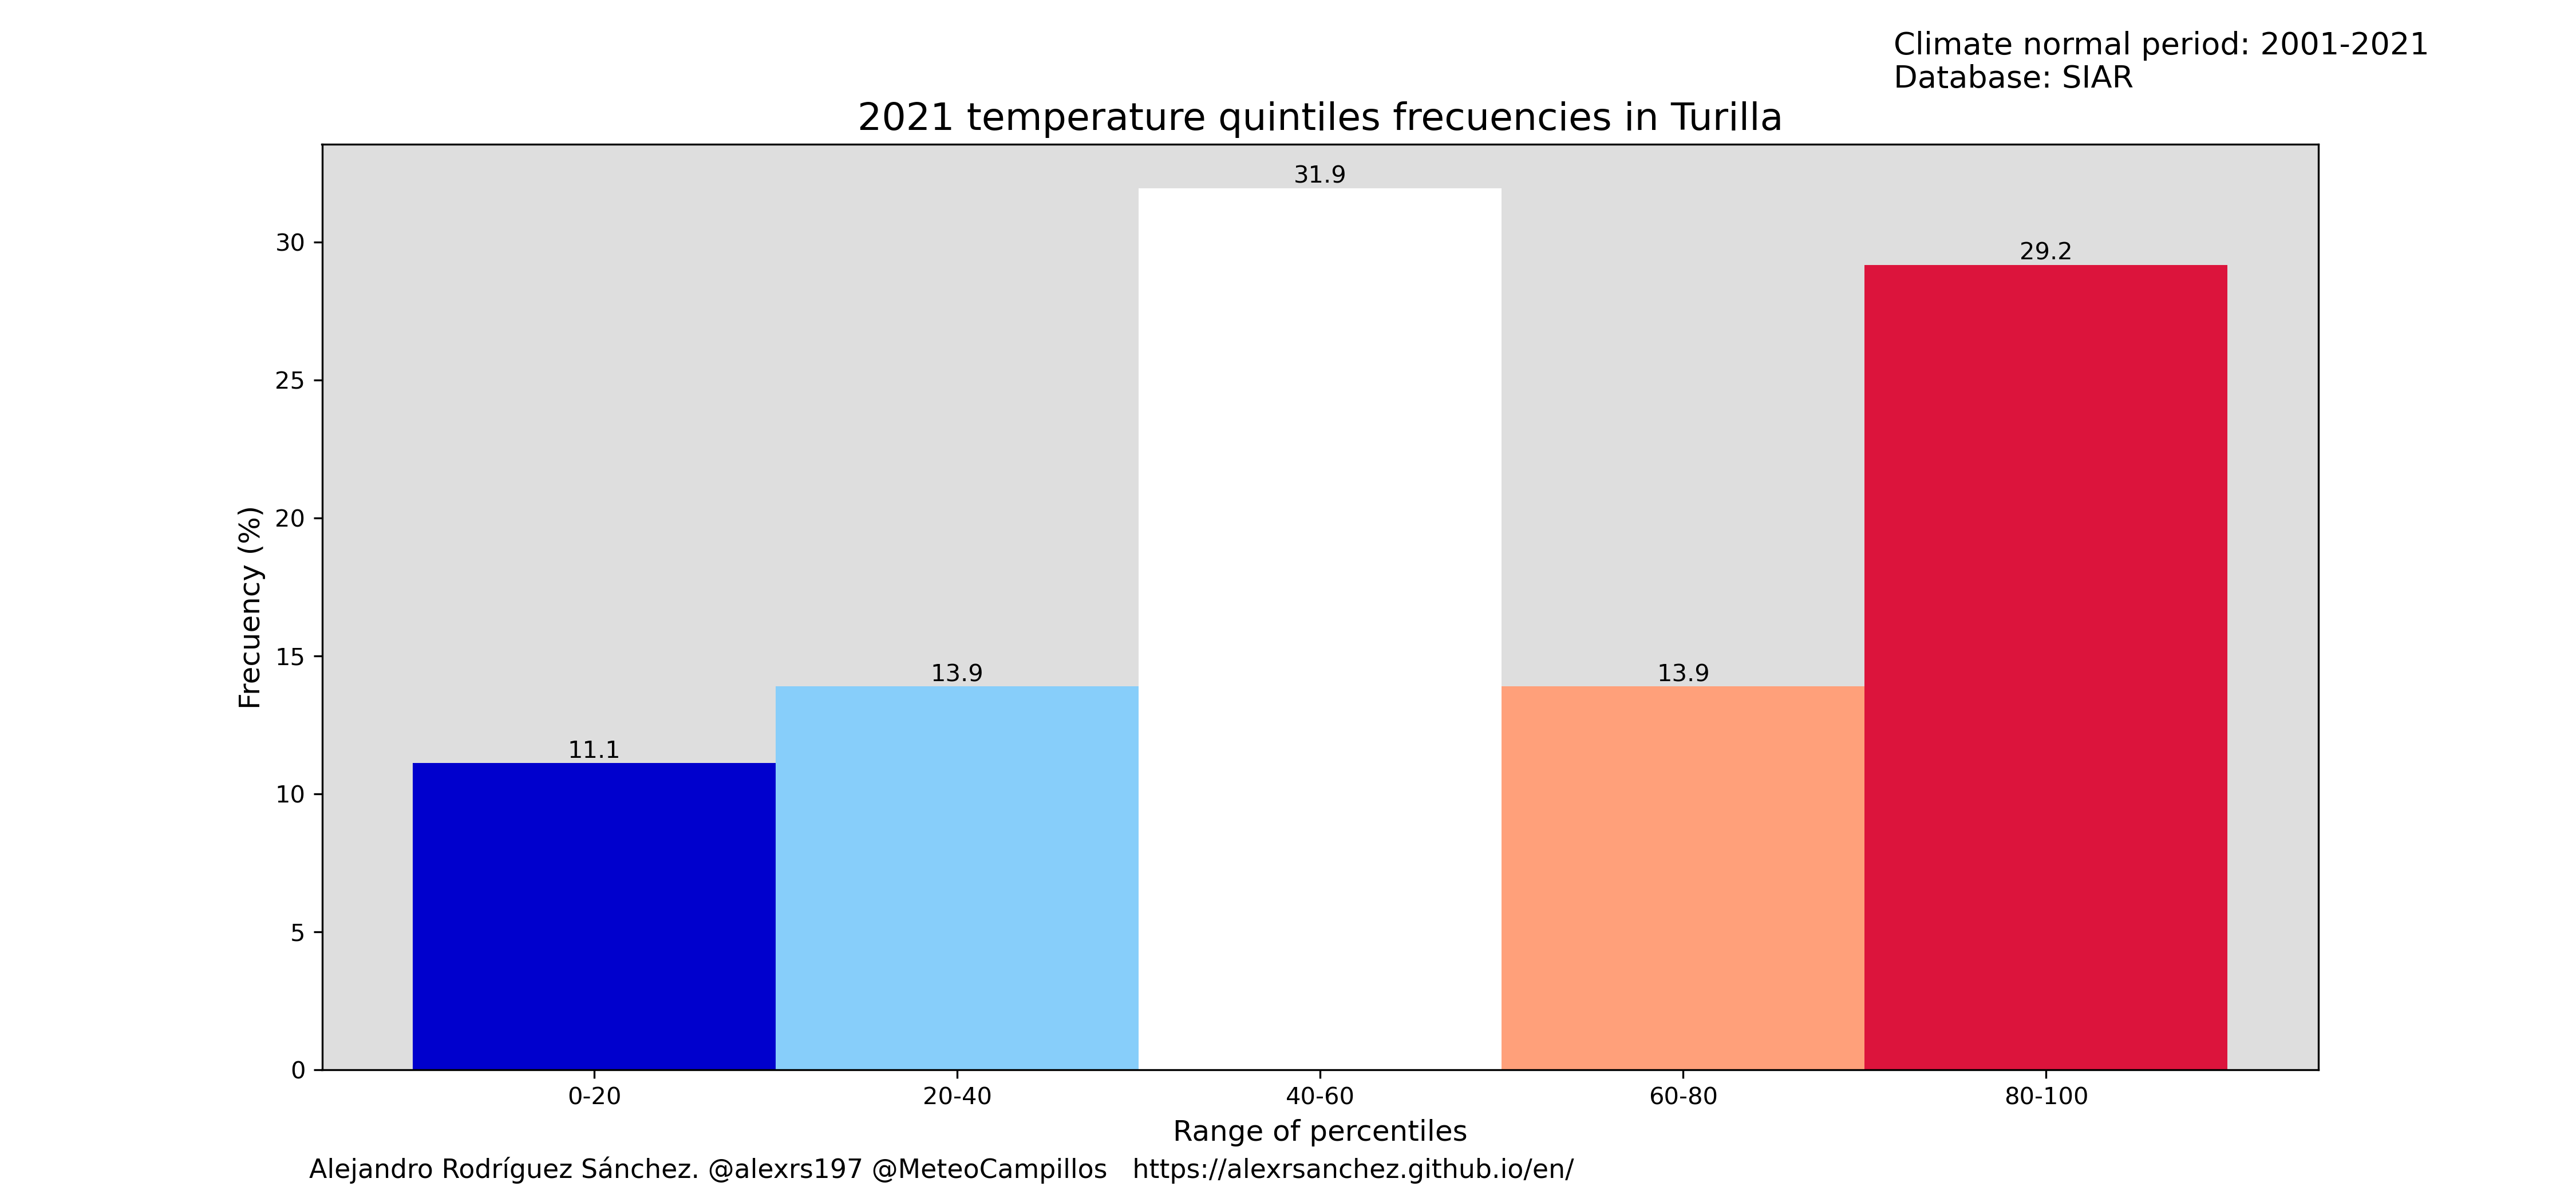 Climate normal period: 2001-2021
Database: SIAR
2021 temperature quintiles frecuencies in Turilla
Frecuency (%)
30
25
20
15
10
5
0
11.1
13.9
31.9
13.9
29.2
0-20
20-40
40-60
60-80
80-100
Range of percentiles
Alejandro Rodríguez Sánchez. @alexrs197 @MeteoCampillos   https://alexrsanchez.github.io/en/